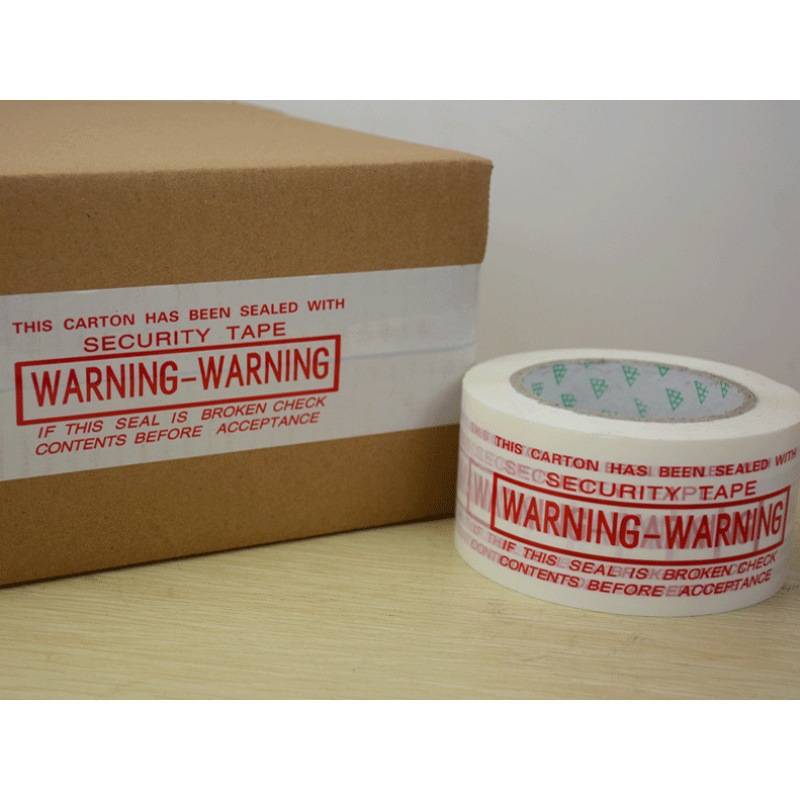 THIS CARTON HAS BEEN SEALED WITH
SECURITY TAPE
WARNING-WARNING
IF THIS SEAL IS BROKEN CHECK
CONTENTS BEFORE ACCEPTANCE
THIS CARTON HAS BEEN SEALED WITH
SECURITY TAPE
WARNING-WARNING
IF THIS SEAL IS BROKEN CHECK
CONTENTS BEFORE ACCEPTANCE